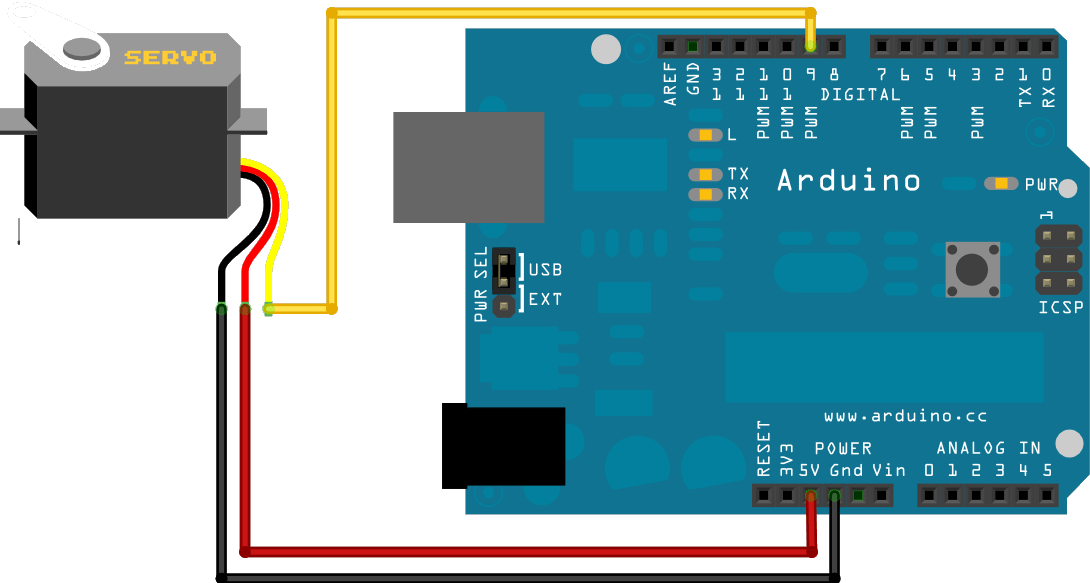 SERVO
AREF
GND
13
12
11
10
9
8
7
6
5
4
3
2
TX 1
RX 0
PWM
PWM
PWM
DIGITAL
PWM
PWM
PWM
L
TX
RX
Arduino
PWR
1
PWR SEL
USB
EXT
ICSP
www.arduino.cc
RESET
3V3
POWER
ANALOG IN
5V Gnd Vin
0 1 2 3 4 5